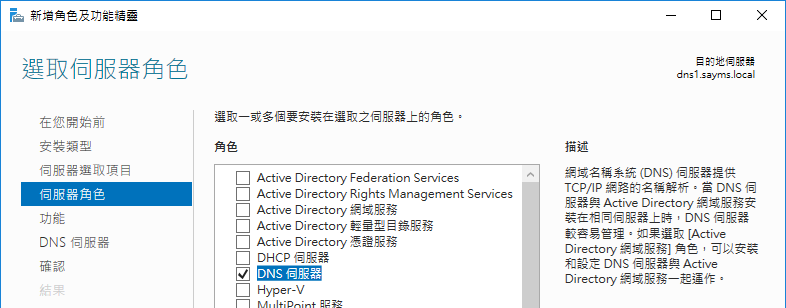 新增角色及功能精靈
選取伺服器角色
目的地伺服器
dns1.sayms.local
在您開始前
安裝類型
伺服器選取項目
伺服器角色
功能
DNS 伺服器
確認
結果
選取一或多個要安裝在選取之伺服器上的角色。
角色
Active Directory Federation Services
Active Directory Rights Management Services
Active Directory 網域服務
Active Directory 輕量型目錄服務
Active Directory 憑證服務
DHCP 伺服器
DNS 伺服器
Hyper-V
MultiPoint 服務
描述
網域名稱系統 (DNS) 伺服器提供
TCP/IP 網路的名稱解析。當 DNS 伺
服器與 Active Directory 網域服務安
裝在相同伺服器上時，DNS 伺服器
較容易管理。如果選取 [Active
Directory 網域服務] 角色，可以安裝
和設定 DNS 伺服器與 Active
Directory 網域服務一起運作。